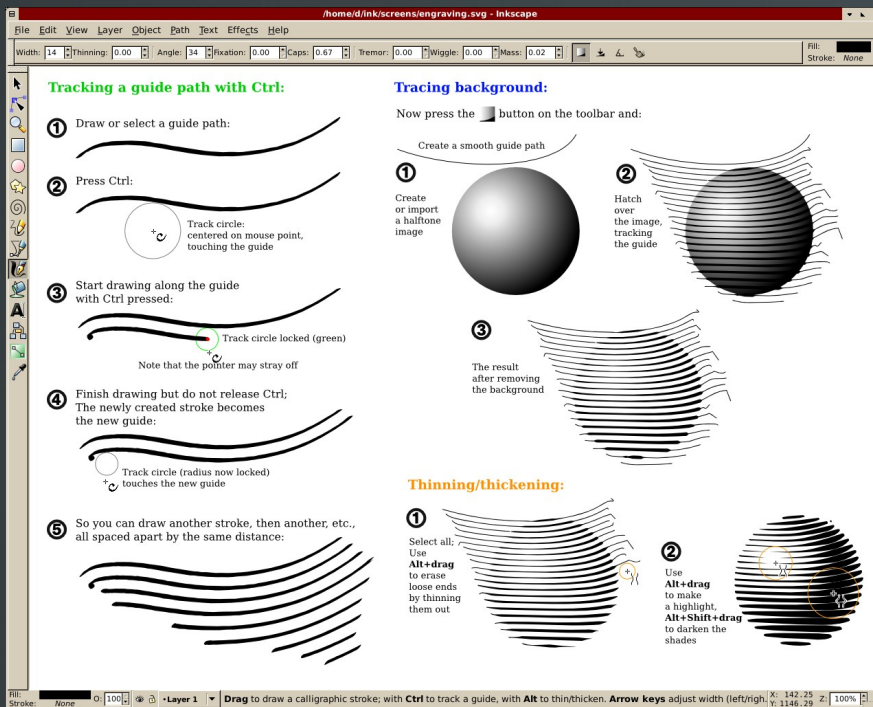 /home/d/ink/screens/engraving.svg - Inkscape
File Edit View Layer Object Path Text Effects Help
Width: 14 Thinning: 0.00 Angle: 34 Fixation: 0.00 Caps: 0.67 Tremor: 0.00 Wiggle: 0.00 Mass: 0.02
Fill:
Stroke: None
Tracking a guide path with Ctrl:
1 Draw or select a guide path:
2 Press Ctrl:
Track circle:
centered on mouse point,
touching the guide
3 Start drawing along the guide
with Ctrl pressed:
Track circle locked (green)
Note that the pointer may stray off
4 Finish drawing but do not release Ctrl;
The newly created stroke becomes
the new guide:
Track circle (radius now locked)
touches the new guide
5 So you can draw another stroke, then another, etc.,
all spaced apart by the same distance:
Tracing background:
Now press the button on the toolbar and:
Create a smooth guide path
1
Create
or import
a halftone
image
2
Hatch
over
the image,
tracking
the guide
3
The result
after removing
the background
Thinning/thickening:
1
Select all;
Use
Alt+drag
to erase
loose ends
by thinning
them out
2
Use
Alt+drag
to make
a highlight,
Alt+Shift+drag
to darken the
shades
Fill:
Stroke: None
O: 100
•Layer 1
Drag to draw a calligraphic stroke; with Ctrl to track a guide, with Alt to thin/thicken. Arrow keys adjust width (left/righ.
X: 142.25
Y: 1146.29
Z: 100%